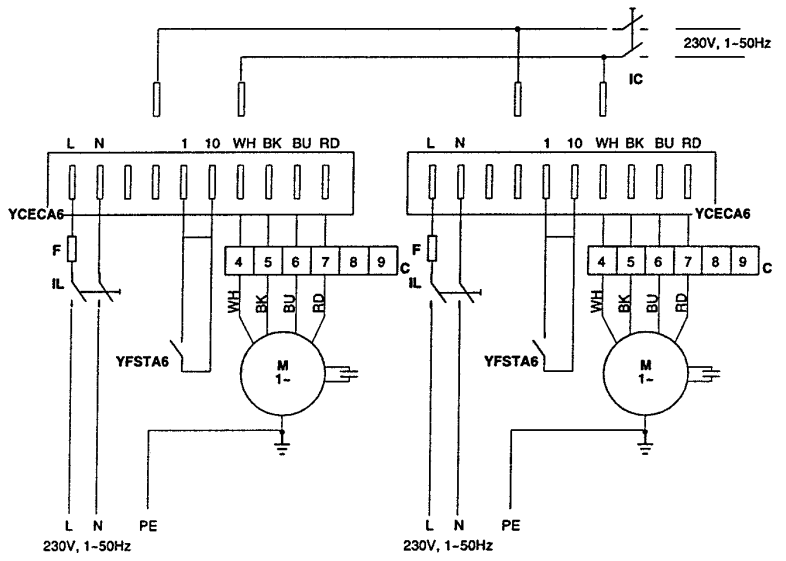 230V, 1~50Hz
IC
L N 1 10 WH BK BU RD
L N 1 10 WH BK BU RD
YCECA6
YCECA6
F
4 5 6 7 8 9
C
F
4 5 6 7 8 9
C
IL
IL
WH BK BU RD
WH BK BU RD
YFSTA6
M
1~
YFSTA6
M
1~
L N PE
L N PE
230V, 1~50Hz
230V, 1~50Hz